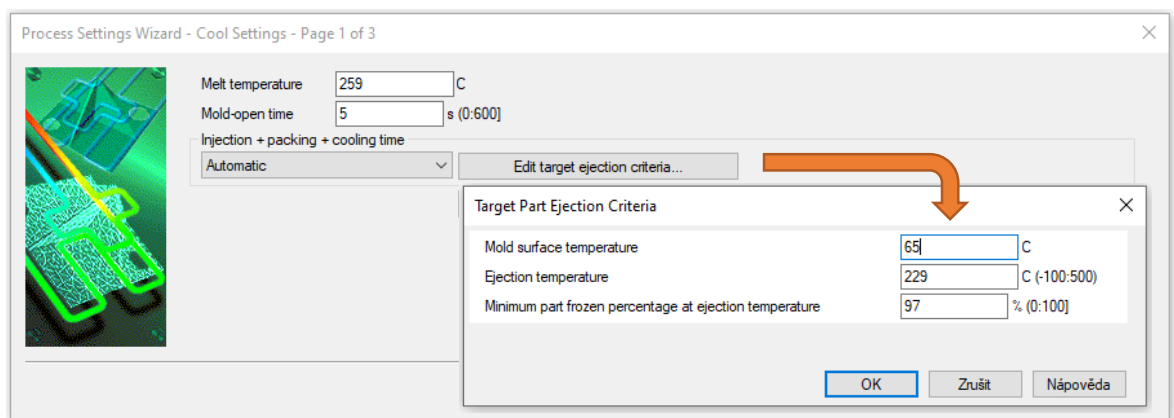 Process Settings Wizard - Cool Settings - Page 1 of 3
Melt temperature 259 C
Mold-open time 5 s (0:600]
Injection + packing + cooling time
Automatic Edit target ejection criteria...
Target Part Ejection Criteria
Mold surface temperature 65 C
Ejection temperature 229 C (-100:500)
Minimum part frozen percentage at ejection temperature 97 % (0:100]
OK Zrušit Nápověda